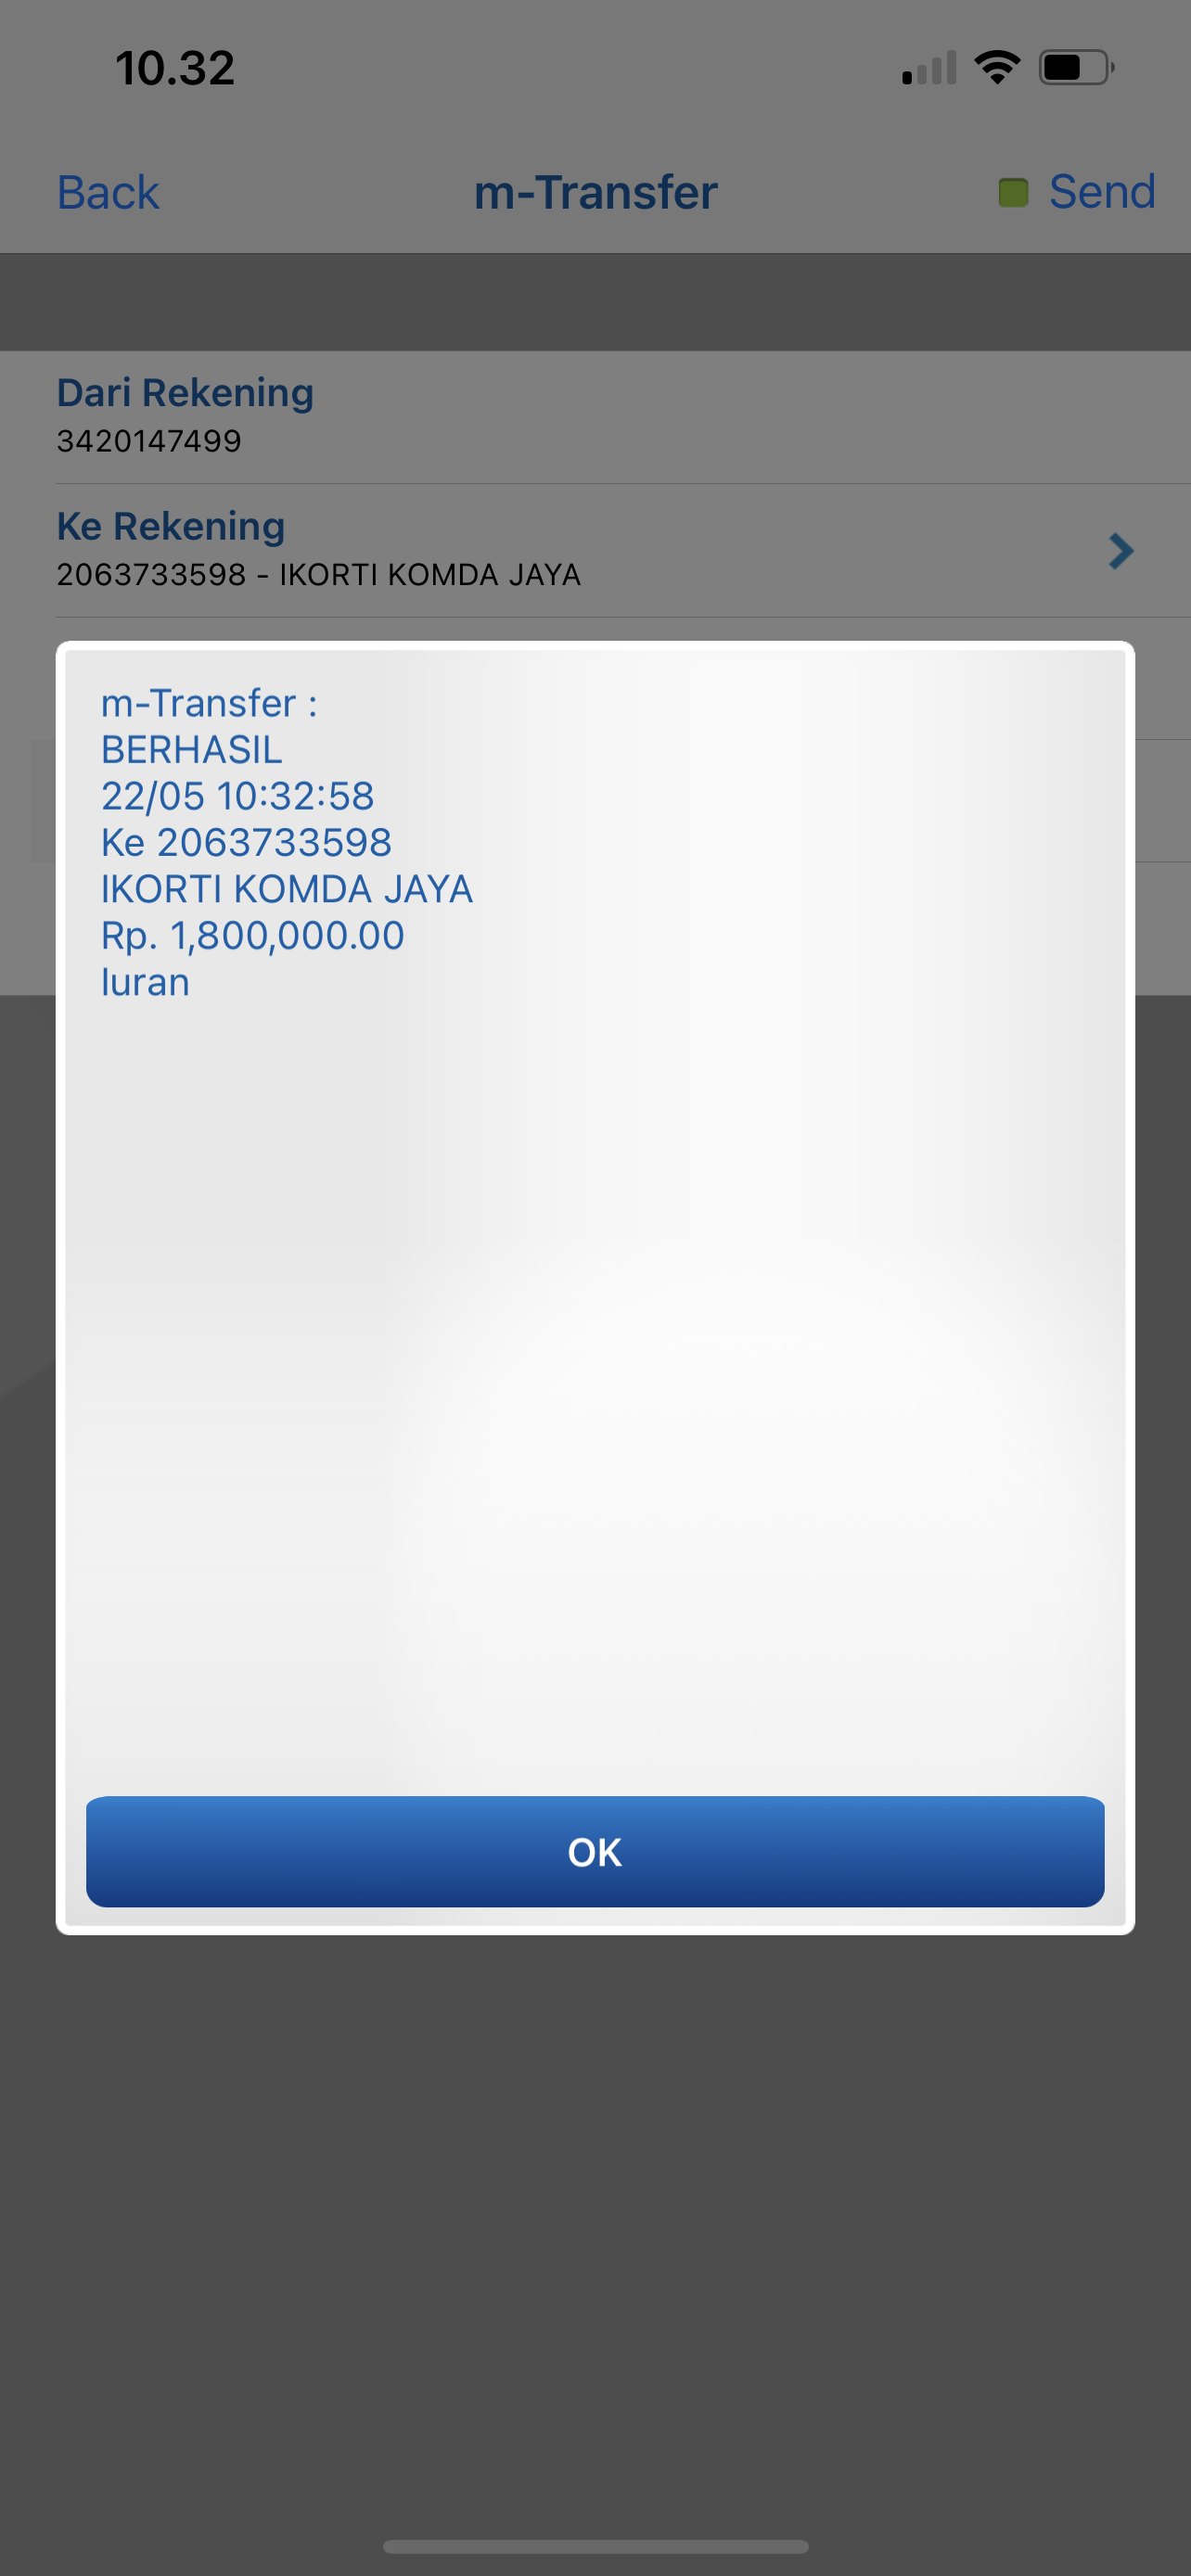 10.32
Back
m-Transfer
Send
Dari Rekening
3420147499
Ke Rekening
2063733598 - IKORTI KOMDA JAYA
m-Transfer :
BERHASIL
22/05 10:32:58
Ke 2063733598
IKORTI KOMDA JAYA
Rp. 1,800,000.00
Iuran
OK